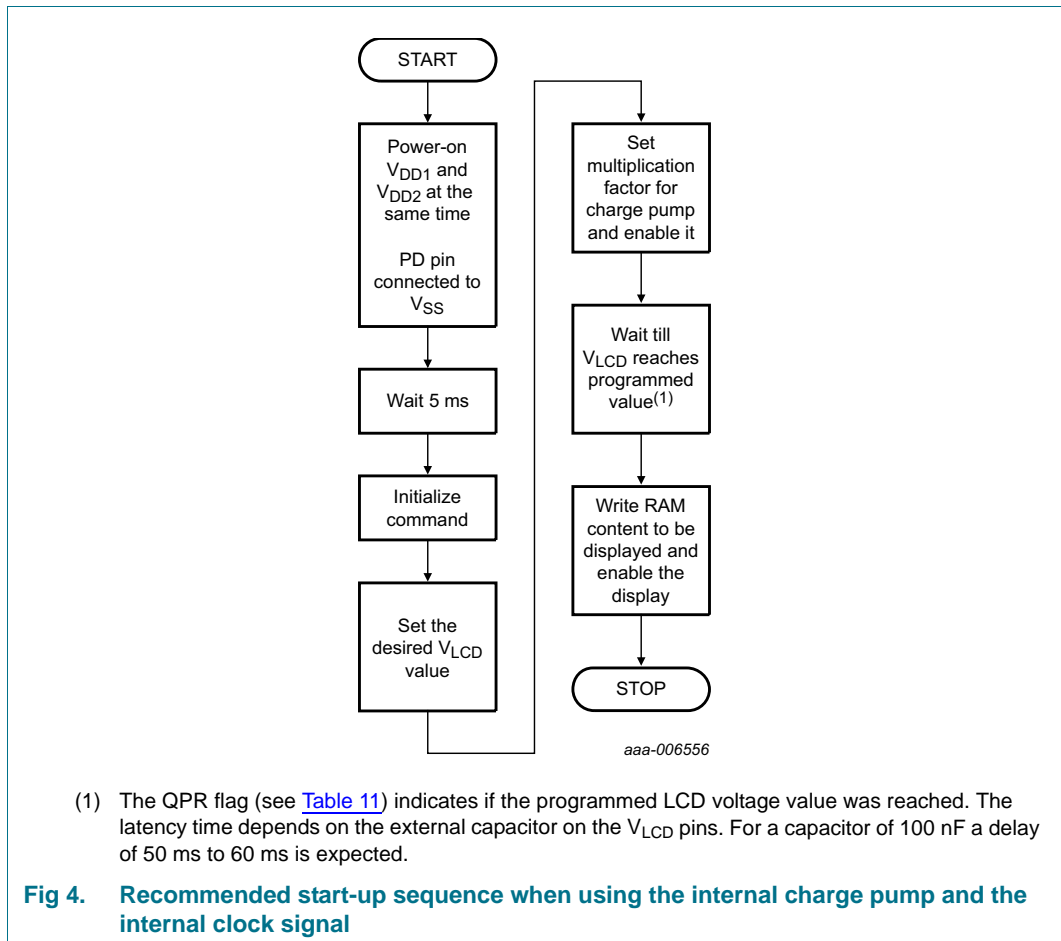 START
Power-on
VDD1 and
VDD2 at the
same time
PD pin
connected to
VSS
Wait 5 ms
Initialize
command
Set the
desired VLCD
value
Set
multiplication
factor for
charge pump
and enable it
Wait till
VLCD reaches
programmed
value(1)
Write RAM
content to be
displayed and
enable the
display
STOP
aaa-006556
(1) The QPR flag (see Table 11) indicates if the programmed LCD voltage value was reached. The
latency time depends on the external capacitor on the VLCD pins. For a capacitor of 100 nF a delay
of 50 ms to 60 ms is expected.
Fig 4. Recommended start-up sequence when using the internal charge pump and the
internal clock signal